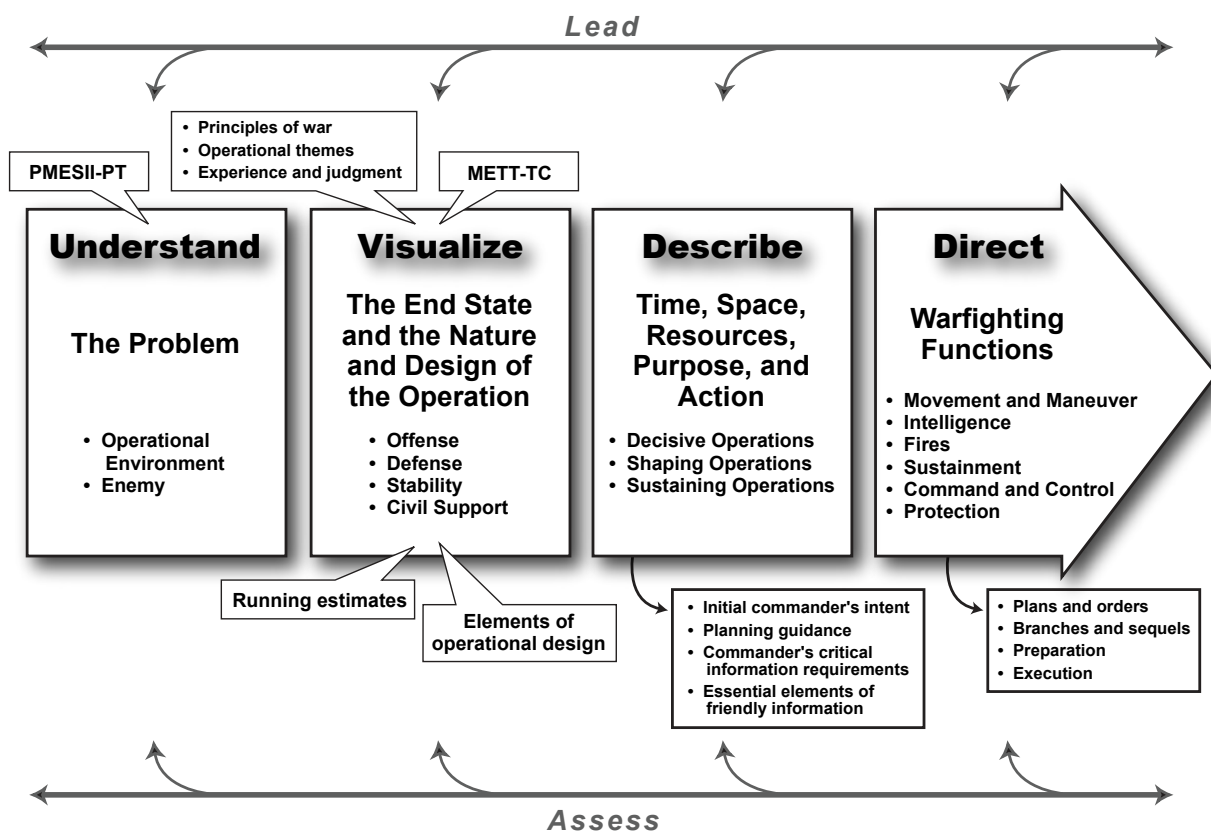 Lead
• Principles of war
• Operational themes
• Experience and judgment
PMESII-PT
METT-TC
Understand
The Problem
• Operational
Environment
• Enemy
Visualize
The End State
and the Nature
and Design of
the Operation
• Offense
• Defense
• Stability
• Civil Support
Describe
Time, Space,
Resources,
Purpose, and
Action
• Decisive Operations
• Shaping Operations
• Sustaining Operations
Direct
Warfighting
Functions
• Movement and Maneuver
• Intelligence
• Fires
• Sustainment
• Command and Control
• Protection
Running estimates
Elements of
operational design
• Initial commander's intent
• Planning guidance
• Commander's critical
information requirements
• Essential elements of
friendly information
• Plans and orders
• Branches and sequels
• Preparation
• Execution
Assess